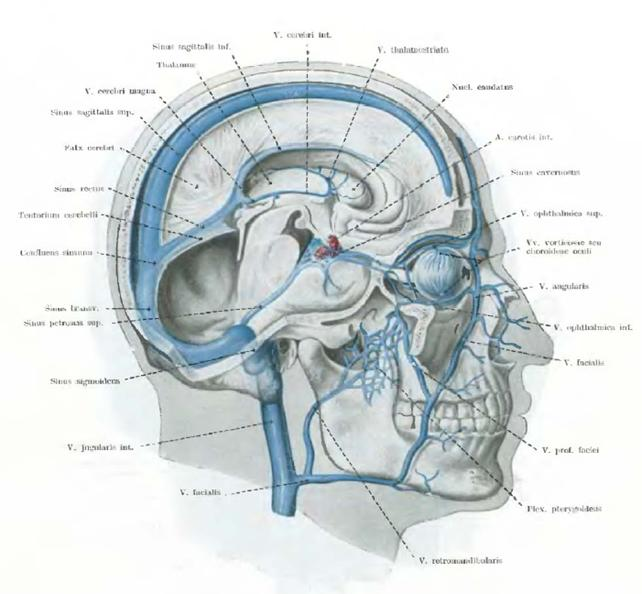 V. cerebri int.
Sinus sagittalis inf.
V. thalamostriata
Thalamus
V. cerebri magna
Nucl. caudatus
Sinus sagittalis sup.
A. carotis int.
Falx cerebri
Sinus cavernosus
Sinus rectus
Tentorium cerebelli
V. ophthalmica sup.
Confluens sinuum
Vv. vorticosae seu
choroideae oculi
V. angularis
Sinus transv.
Sinus petrosus sup.
V. ophthalmica inf.
V. facialis
Sinus sigmoideus
V. jugularis int.
V. prof. faciei
V. facialis
Plex. pterygoideus
V. retromandibularis